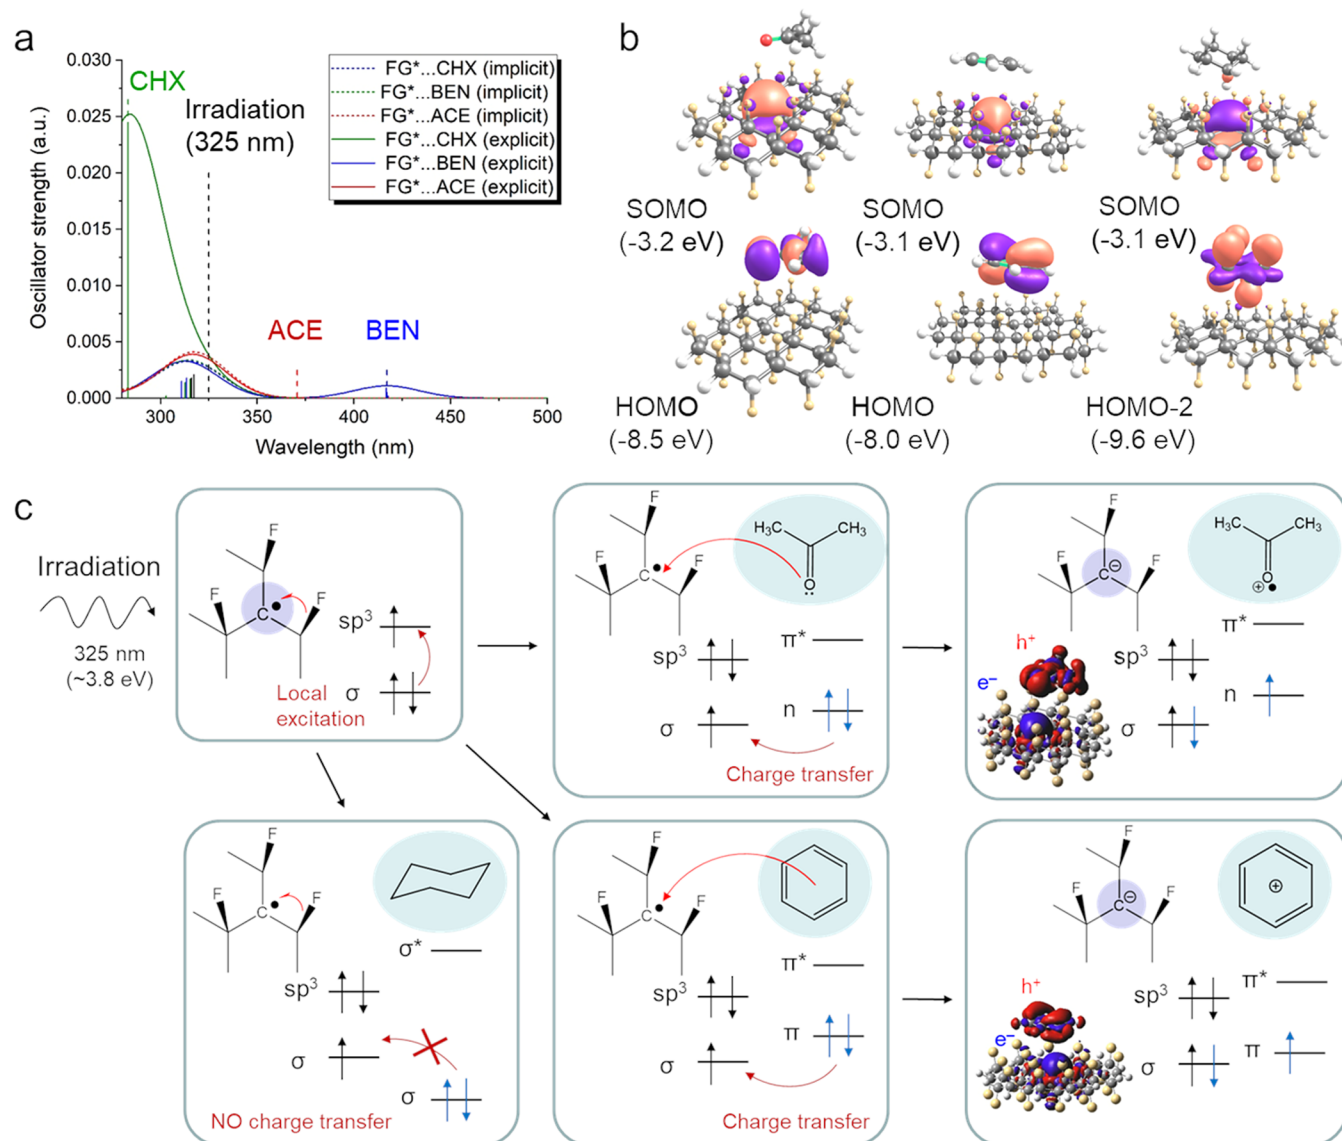 a
0.030
0.025
0.020
0.015
0.010
0.005
0.000
Oscillator strength (a.u.)
CHX
Irradiation
(325 nm)
FG*...CHX (implicit)
FG*...BEN (implicit)
FG*...ACE (implicit)
FG*...CHX (explicit)
FG*...BEN (explicit)
FG*...ACE (explicit)
ACE
BEN
300 350 400 450 500
Wavelength (nm)
b
SOMO
(-3.2 eV)
SOMO
(-3.1 eV)
SOMO
(-3.1 eV)
HOMO
(-8.5 eV)
HOMO
(-8.0 eV)
HOMO-2
(-9.6 eV)
c
Irradiation
325 nm
(~3.8 eV)
F
F
F
C
sp³
σ
Local
excitation
F
F
F
C
H₃C
CH₃
O
π*
sp³
n
σ
Charge transfer
F
F
F
C⊖
H₃C
CH₃
O
⊕
π*
h⁺
sp³
e⁻
n
σ
F
F
F
C
σ*
sp³
σ
σ
NO charge transfer
F
F
F
C
π*
sp³
π
σ
Charge transfer
F
F
F
C⊖
⊕
π*
h⁺
sp³
e⁻
π
σ